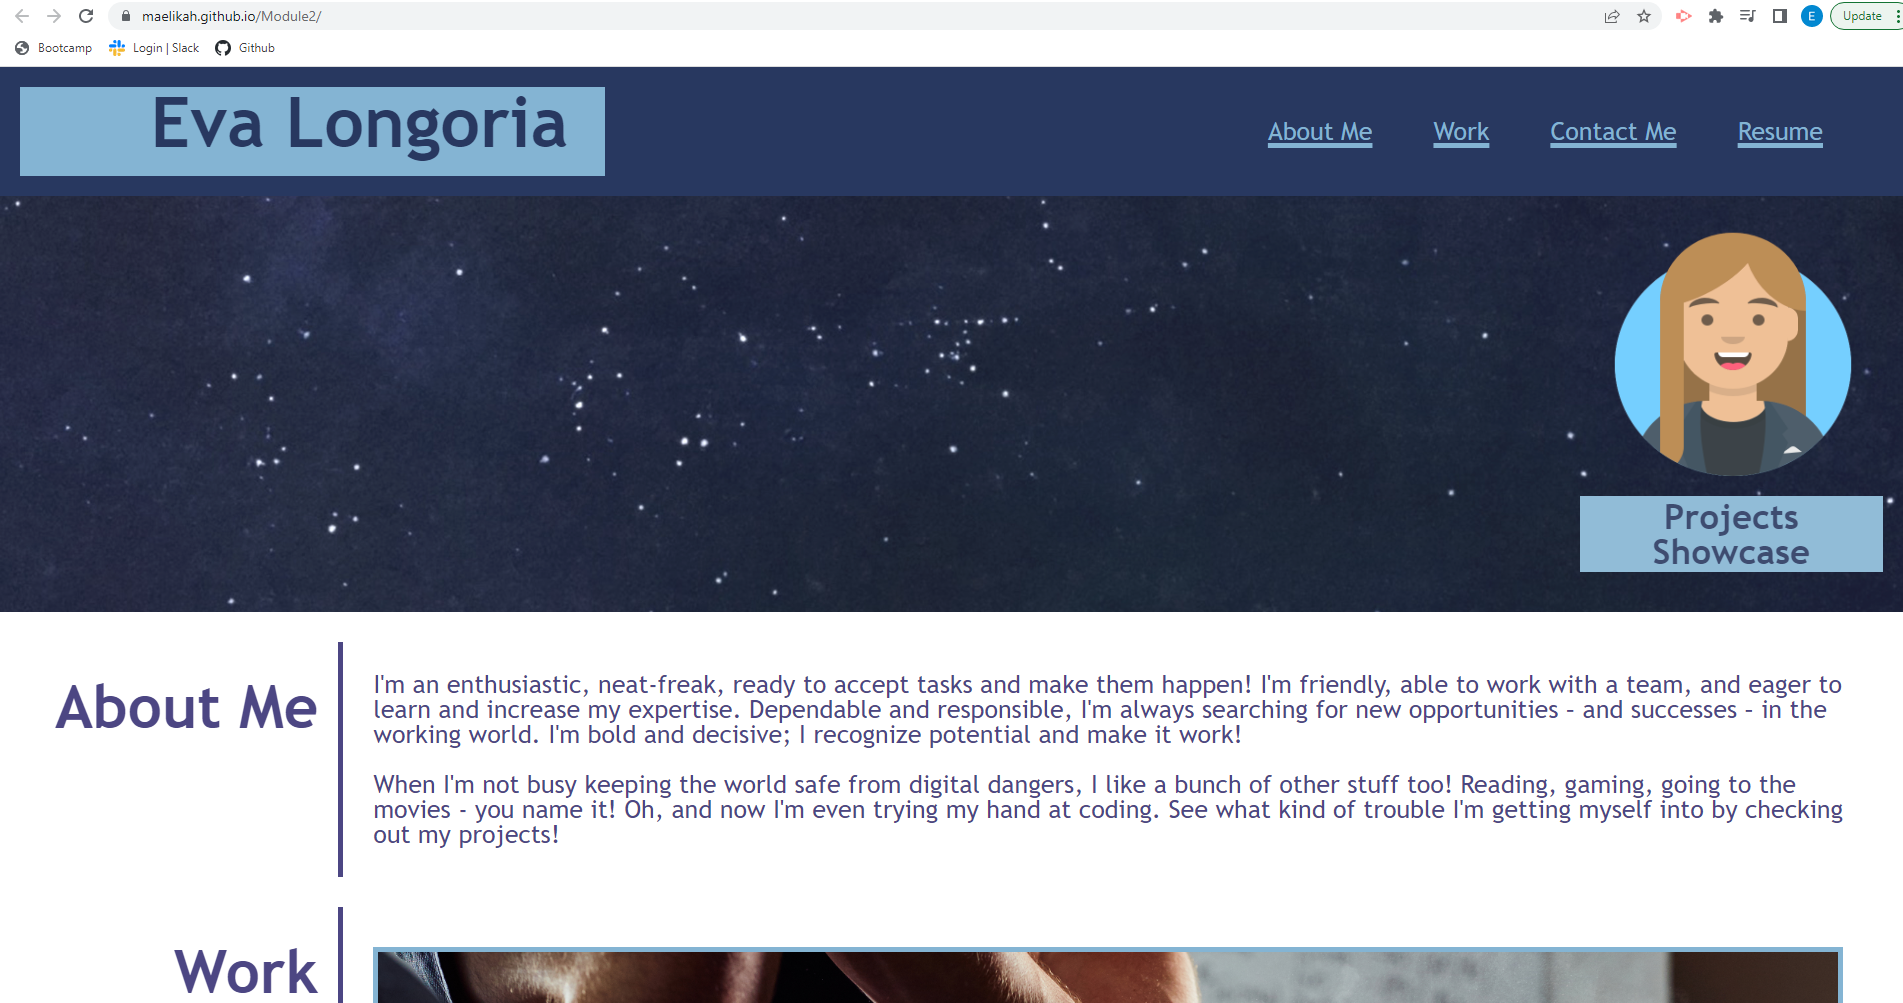 maelikah.github.io/Module2/
E
Update
Bootcamp
Login | Slack
Github
Eva Longoria
About Me
Work
Contact Me
Resume
Projects
Showcase
About Me
I'm an enthusiastic, neat-freak, ready to accept tasks and make them happen! I'm friendly, able to work with a team, and eager to
learn and increase my expertise. Dependable and responsible, I'm always searching for new opportunities – and successes – in the
working world. I'm bold and decisive; I recognize potential and make it work!
When I'm not busy keeping the world safe from digital dangers, I like a bunch of other stuff too! Reading, gaming, going to the
movies - you name it! Oh, and now I'm even trying my hand at coding. See what kind of trouble I'm getting myself into by checking
out my projects!
Work